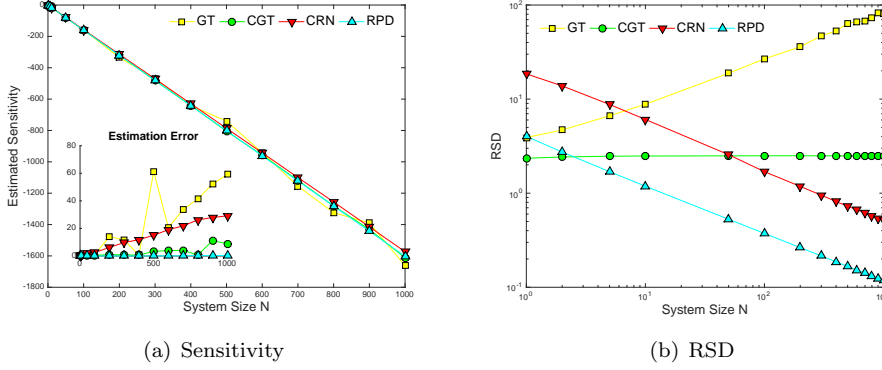 GT CGT CRN RPD
Estimated Sensitivity
0
-200
-400
-600
-800
-1000
-1200
-1400
-1600
-1800
0 100 200 300 400 500 600 700 800 900 1000
System Size N
Estimation Error
80
60
40
20
0
0 500 1000
(a) Sensitivity
GT CGT CRN RPD
RSD
10^2
10^1
10^0
10^-1
10^0 10^1 10^2
System Size N
(b) RSD